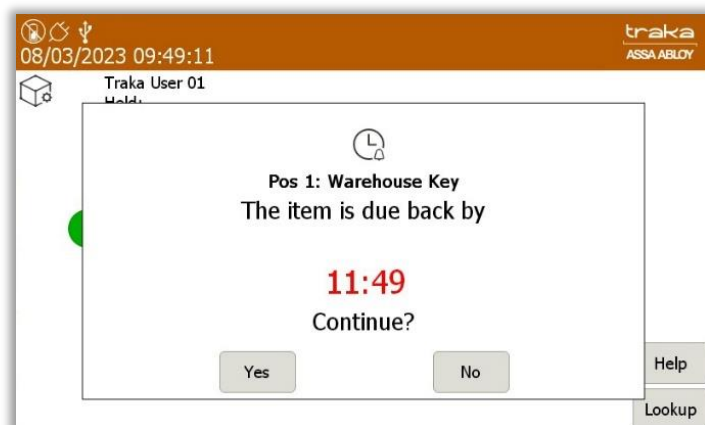 08/03/2023 09:49:11
traka
ASSA ABLOY
Traka User 01
Hold:
Pos 1: Warehouse Key
The item is due back by
11:49
Continue?
Yes
No
Help
Lookup